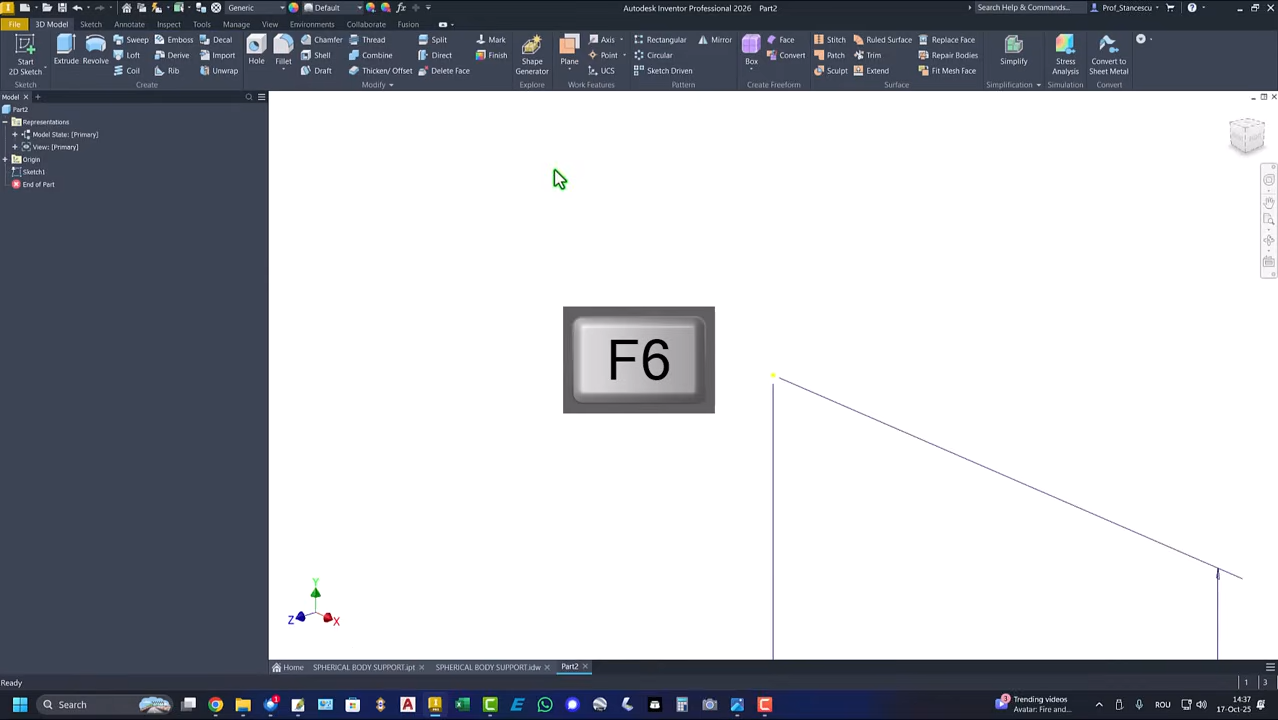 Generic
Default
Autodesk Inventor Professional 2026 Part2
Search Help & Commands...
Prof_Stancescu
File
3D Model
Sketch
Annotate
Inspect
Tools
Manage
View
Environments
Collaborate
Fusion
Start
2D Sketch
Extrude
Revolve
Sweep
Loft
Coil
Emboss
Derive
Rib
Decal
Import
Unwrap
Hole
Fillet
Chamfer
Shell
Draft
Thread
Combine
Thicken/ Offset
Split
Direct
Delete Face
Mark
Finish
Shape
Generator
Plane
Axis
Point
UCS
Rectangular
Circular
Sketch Driven
Mirror
Box
Face
Convert
Stitch
Patch
Sculpt
Ruled Surface
Trim
Extend
Replace Face
Repair Bodies
Fit Mesh Face
Simplify
Stress
Analysis
Convert to
Sheet Metal
Sketch
Create
Modify
Explore
Work Features
Pattern
Create Freeform
Surface
Simplification
Simulation
Convert
Model
Part2
Representations
Model State: [Primary]
View: [Primary]
Origin
Sketch1
End of Part
F6
Y
Z
X
Home
SPHERICAL BODY SUPPORT.ipt
SPHERICAL BODY SUPPORT.idw
Part2
Ready
1
3
Search
Trending videos
Avatar: Fire and...
ROU
14:37
17-Oct-25